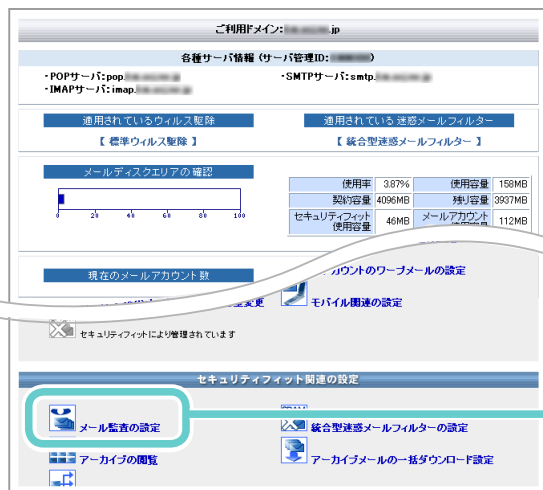 ご利用ドメイン: .jp
各種サーバ情報 (サーバ管理ID: )
・POPサーバ:pop. ・SMTPサーバ:smtp.
・IMAPサーバ:imap.
適用されているウィルス駆除 適用されている迷惑メールフィルター
【 標準ウィルス駆除 】 【 統合型迷惑メールフィルター 】
メールディスクエリアの確認
0 20 40 60 80 100
使用率 3.87% 使用容量 158MB
契約容量 4096MB 残り容量 3937MB
セキュリティフィット使用容量 46MB メールアカウント使用容量 112MB
現在のメールアカウント数
カウントのワープメールの設定
変更 モバイル関連の設定
セキュリティフィットにより管理されています
セキュリティフィット関連の設定
メール監査の設定 統合型迷惑メールフィルターの設定
アーカイブの閲覧 アーカイブメールの一括ダウンロード設定